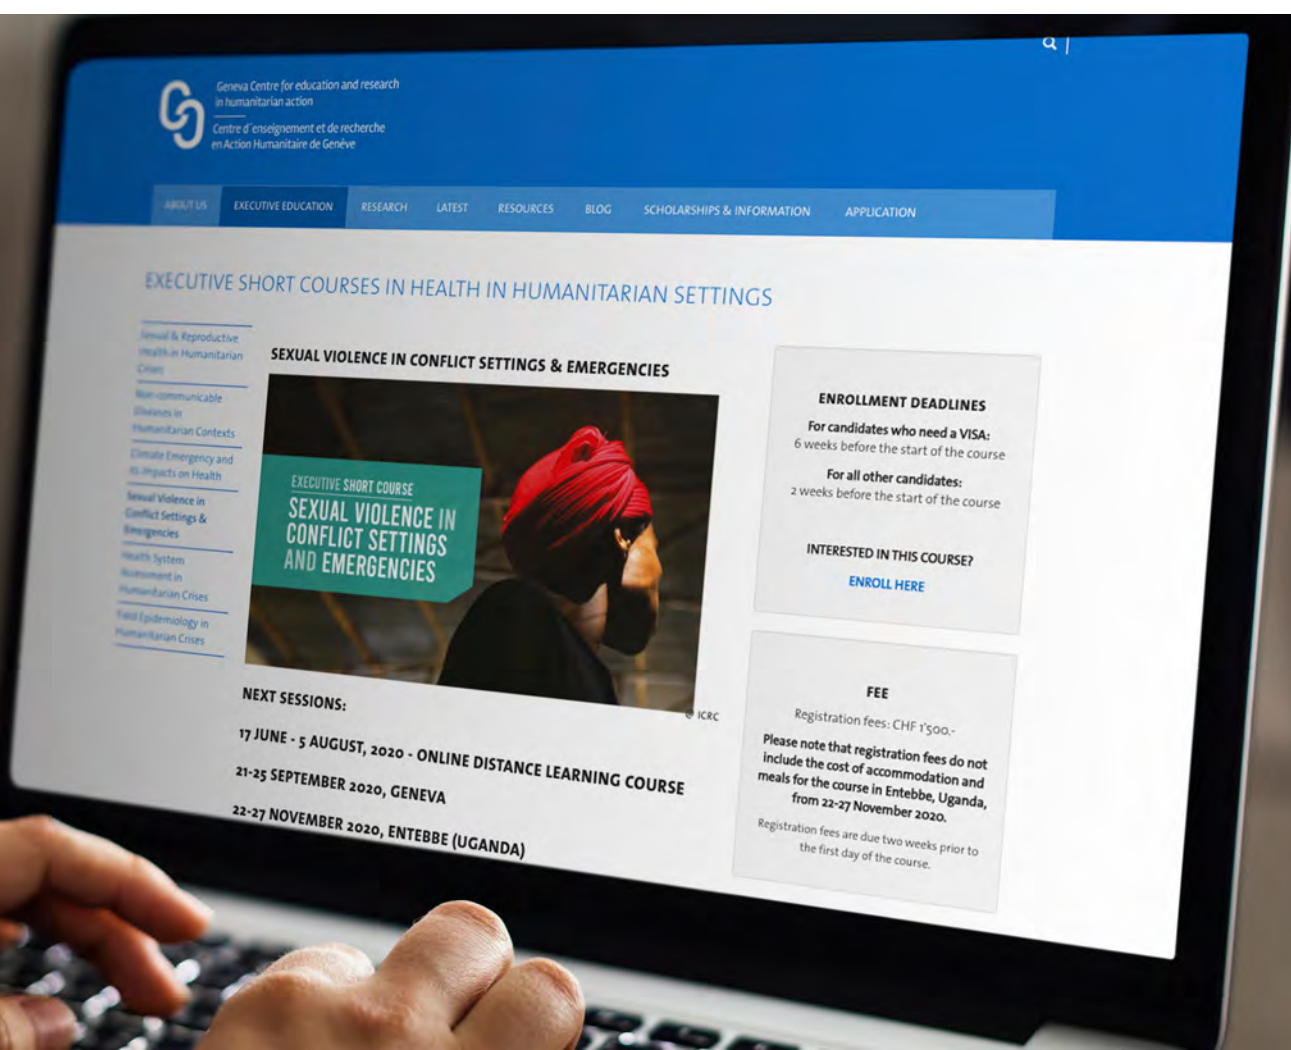 Geneva Centre for education and research
in humanitarian action
Centre d´enseignement et de recherche
en Action Humanitaire de Genève
ABOUT US
EXECUTIVE EDUCATION
RESEARCH
LATEST
RESOURCES
BLOG
SCHOLARSHIPS & INFORMATION
APPLICATION
EXECUTIVE SHORT COURSES IN HEALTH IN HUMANITARIAN SETTINGS
Sexual & Reproductive
Health in Humanitarian
Crises
Non-communicable
Diseases in
Humanitarian Contexts
Climate Emergency and
its impacts on Health
Sexual Violence in
Conflict Settings &
Emergencies
Health System
Assessment in
Humanitarian Crises
Field Epidemiology in
Humanitarian Crises
SEXUAL VIOLENCE IN CONFLICT SETTINGS & EMERGENCIES
EXECUTIVE SHORT COURSE
SEXUAL VIOLENCE IN
CONFLICT SETTINGS
AND EMERGENCIES
© ICRC
NEXT SESSIONS:
17 JUNE - 5 AUGUST, 2020 - ONLINE DISTANCE LEARNING COURSE
21-25 SEPTEMBER 2020, GENEVA
22-27 NOVEMBER 2020, ENTEBBE (UGANDA)
ENROLLMENT DEADLINES
For candidates who need a VISA:
6 weeks before the start of the course
For all other candidates:
2 weeks before the start of the course
INTERESTED IN THIS COURSE?
ENROLL HERE
FEE
Registration fees: CHF 1'500.-
Please note that registration fees do not
include the cost of accommodation and
meals for the course in Entebbe, Uganda,
from 22-27 November 2020.
Registration fees are due two weeks prior to
the first day of the course.